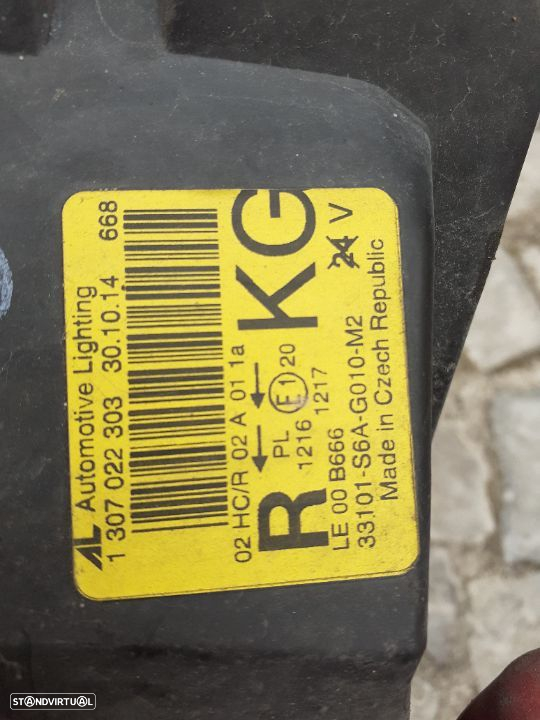 AL Automotive Lighting
1 307 022 303 30.10.14 668
02 HC/R 02 A 01 1a
R PL E1 20 KG
1216 1217
LE 00 B666 24 V
33101-S6A-G010-M2
Made in Czech Republic
STANDVIRTUAL